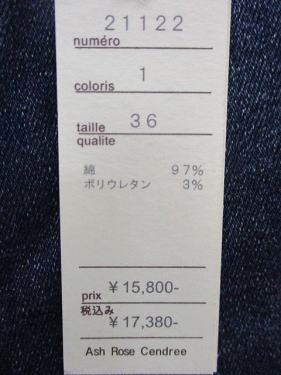 21122
numéro
1
coloris
taille 36
qualite
綿 97%
ポリウレタン 3%
prix ¥15,800-
税込み
¥17,380-
Ash Rose Cendree